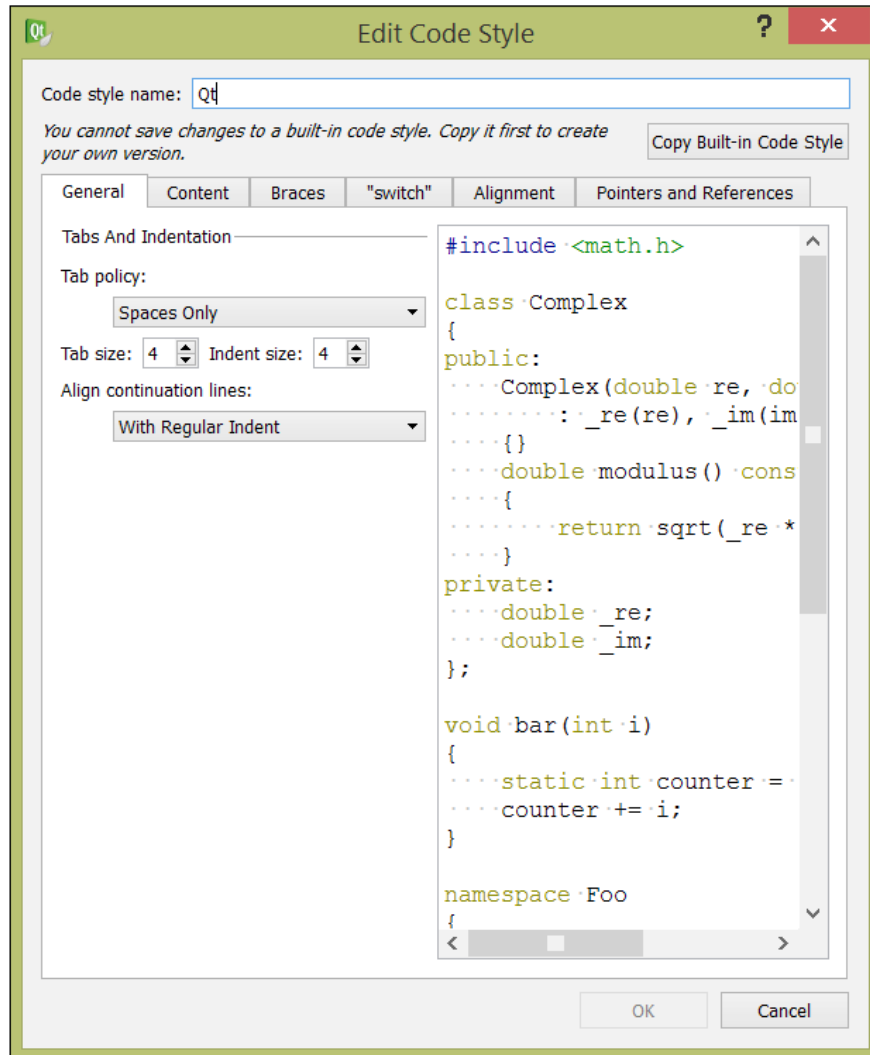 Qt
Edit Code Style
?
Code style name: Qt
You cannot save changes to a built-in code style. Copy it first to create
your own version.
Copy Built-in Code Style
General Content Braces "switch" Alignment Pointers and References
Tabs And Indentation
Tab policy:
Spaces Only
Tab size: 4 Indent size: 4
Align continuation lines:
With Regular Indent
#include <math.h>
class Complex
{
public:
    Complex(double re, do
        : _re(re), _im(im
    {}
    double modulus() cons
    {
        return sqrt(_re *
    }
private:
    double _re;
    double _im;
};
void bar(int i)
{
    static int counter =
    counter += i;
}
namespace Foo
{
OK Cancel